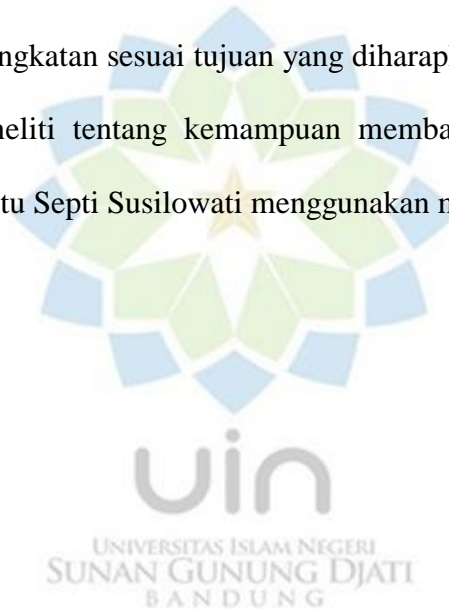 ngkatan sesuai tujuan yang diharapk
neliti tentang kemampuan memba
tu Septi Susilowati menggunakan n
uin
UNIVERSITAS ISLAM NEGERI
SUNAN GUNUNG DJATI
BANDUNG